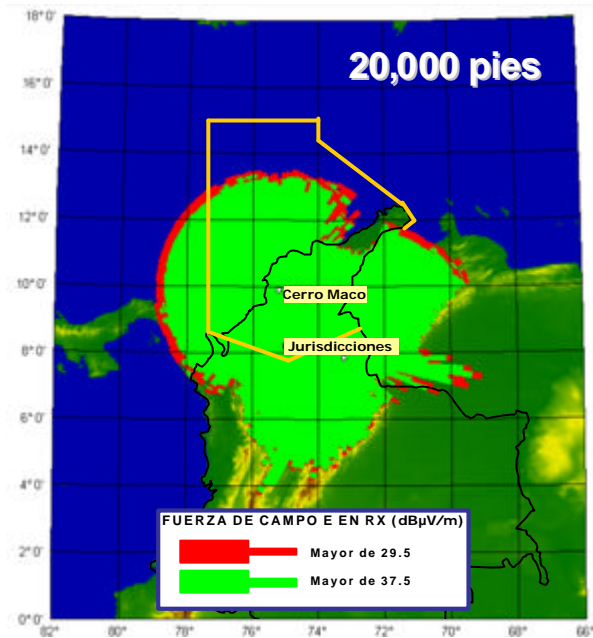 18° 0'
20,000 pies
16° 0'
14° 0'
12° 0'
10° 0'
Cerro Maco
Jurisdicciones
8° 0'
6° 0'
4° 0'
FUERZA DE CAMPO E EN RX (dBµV/m)
Mayor de 29.5
Mayor de 37.5
2° 0'
0° 0'
82° 80° 78° 76° 74° 72° 70° 68° 66°